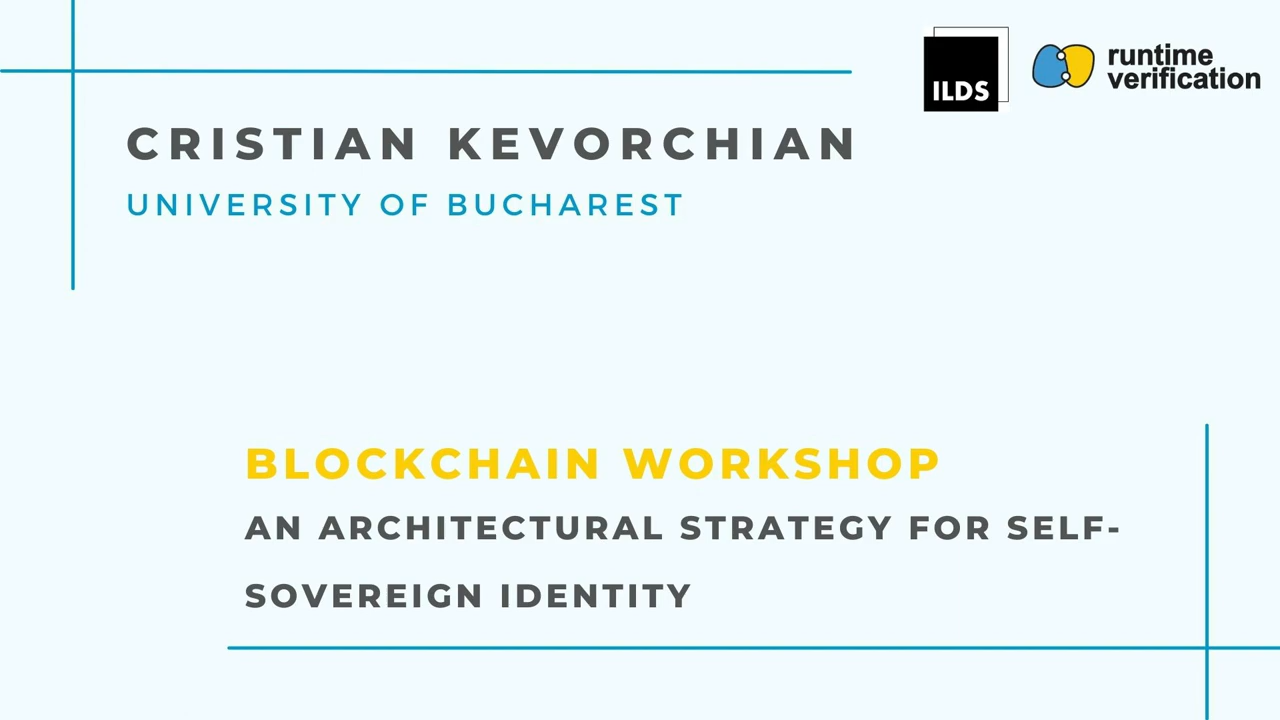 ILDS
runtime
verification
CRISTIAN KEVORCHIAN
UNIVERSITY OF BUCHAREST
BLOCKCHAIN WORKSHOP
AN ARCHITECTURAL STRATEGY FOR SELF-
SOVEREIGN IDENTITY